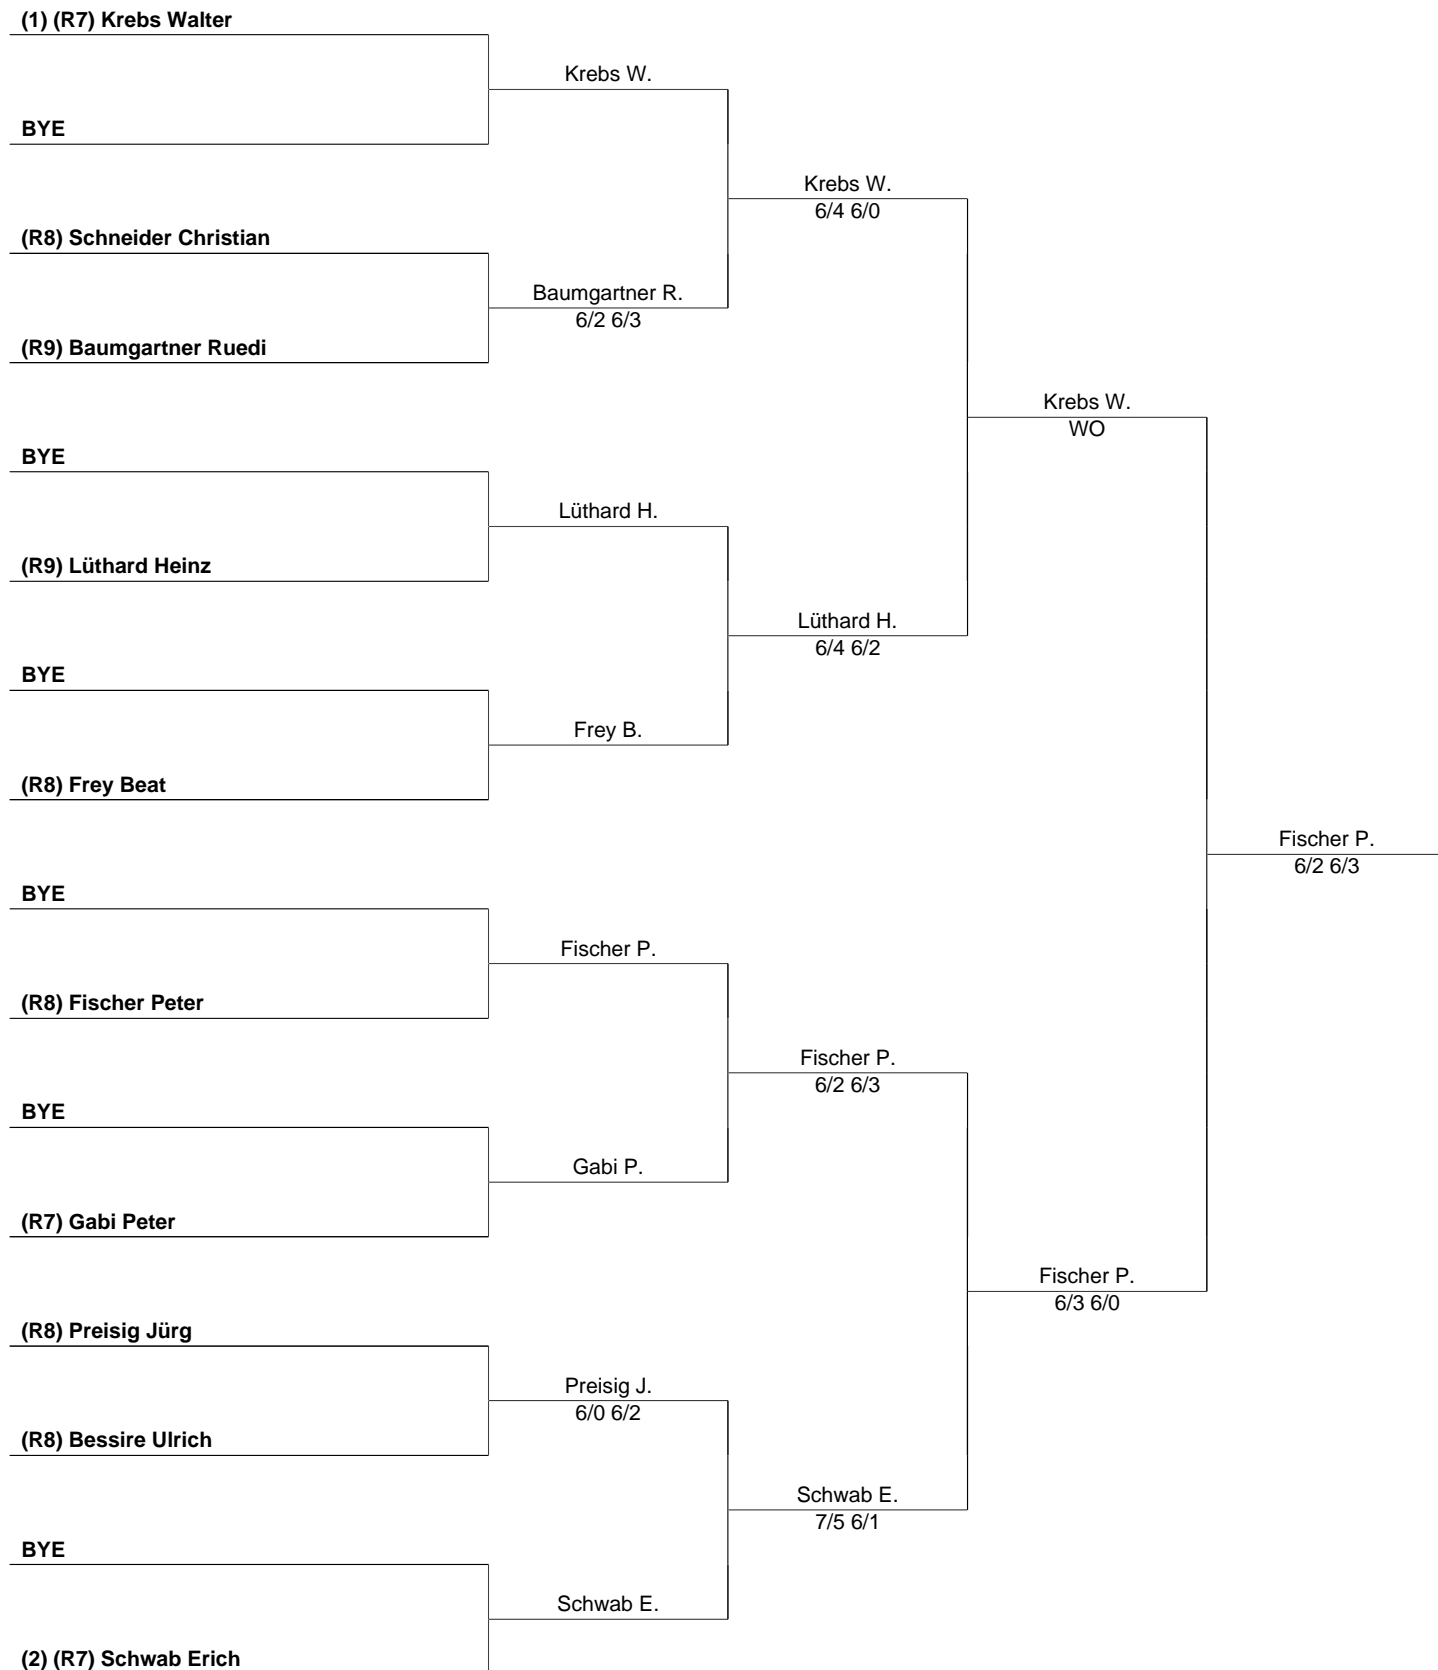 (1) (R7) Krebs Walter
Krebs W.
BYE
Krebs W.
6/4 6/0
(R8) Schneider Christian
Baumgartner R.
6/2 6/3
(R9) Baumgartner Ruedi
Krebs W.
WO
BYE
Lüthard H.
(R9) Lüthard Heinz
Lüthard H.
6/4 6/2
BYE
Frey B.
(R8) Frey Beat
Fischer P.
6/2 6/3
BYE
Fischer P.
(R8) Fischer Peter
Fischer P.
6/2 6/3
BYE
Gabi P.
(R7) Gabi Peter
Fischer P.
6/3 6/0
(R8) Preisig Jürg
Preisig J.
6/0 6/2
(R8) Bessire Ulrich
Schwab E.
7/5 6/1
BYE
Schwab E.
(2) (R7) Schwab Erich